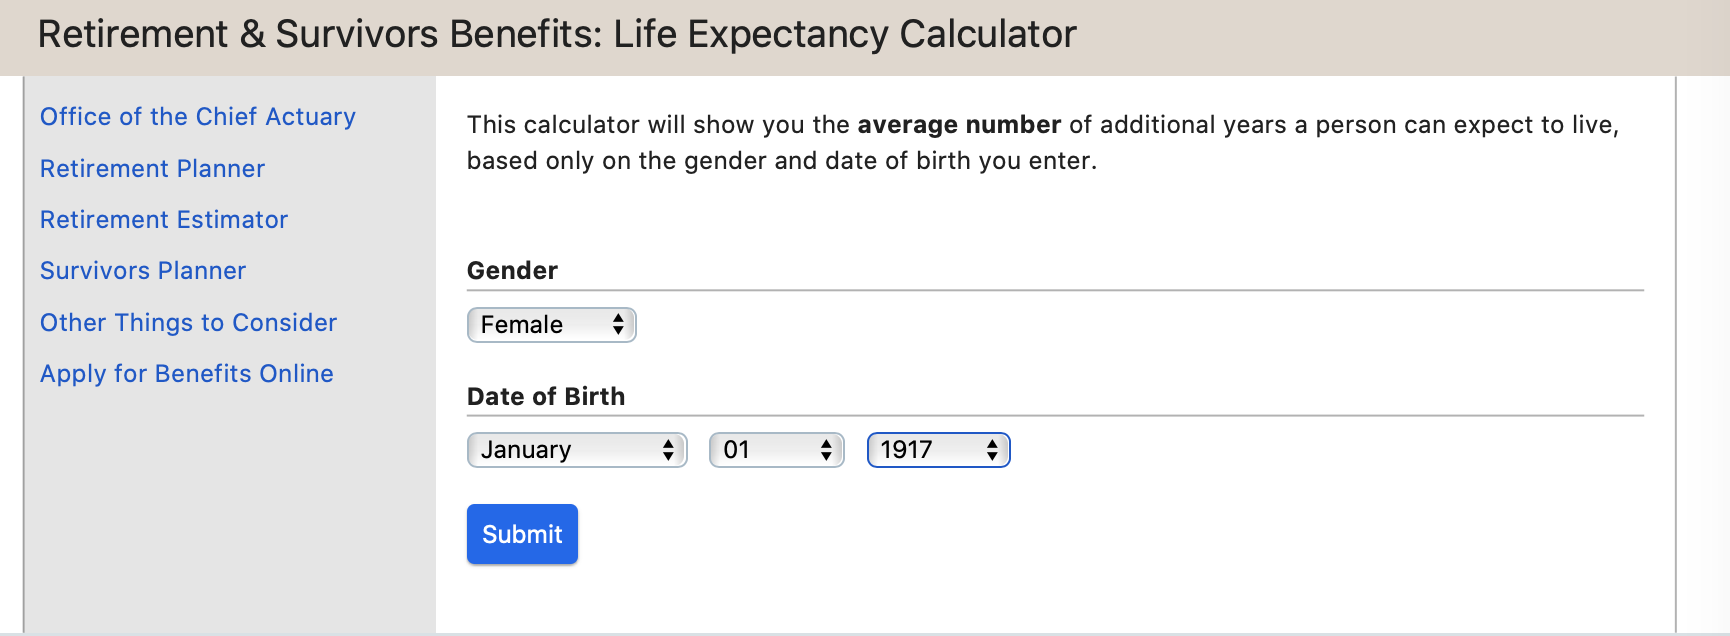 Retirement & Survivors Benefits: Life Expectancy Calculator
Office of the Chief Actuary
Retirement Planner
Retirement Estimator
Survivors Planner
Other Things to Consider
Apply for Benefits Online
This calculator will show you the average number of additional years a person can expect to live,
based only on the gender and date of birth you enter.
Gender
Female
Date of Birth
January 01 1917
Submit